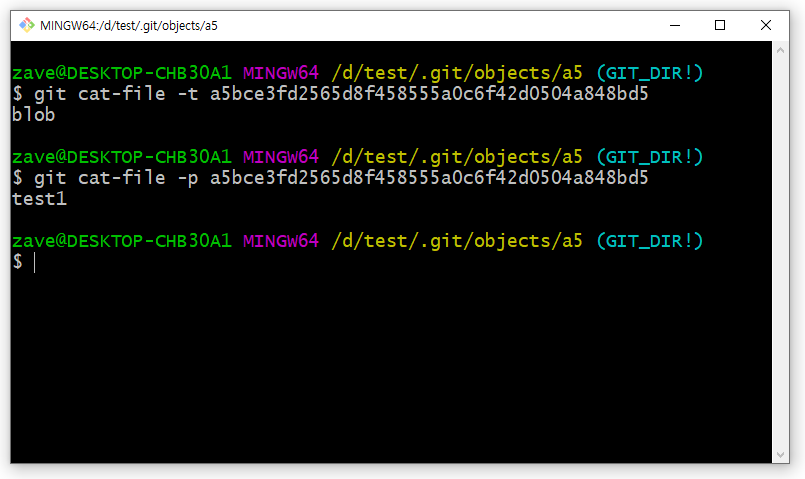 MINGW64:/d/test/.git/objects/a5
zave@DESKTOP-CHB30A1 MINGW64 /d/test/.git/objects/a5 (GIT_DIR!)
$ git cat-file -t a5bce3fd2565d8f458555a0c6f42d0504a848bd5
blob
zave@DESKTOP-CHB30A1 MINGW64 /d/test/.git/objects/a5 (GIT_DIR!)
$ git cat-file -p a5bce3fd2565d8f458555a0c6f42d0504a848bd5
test1
zave@DESKTOP-CHB30A1 MINGW64 /d/test/.git/objects/a5 (GIT_DIR!)
$